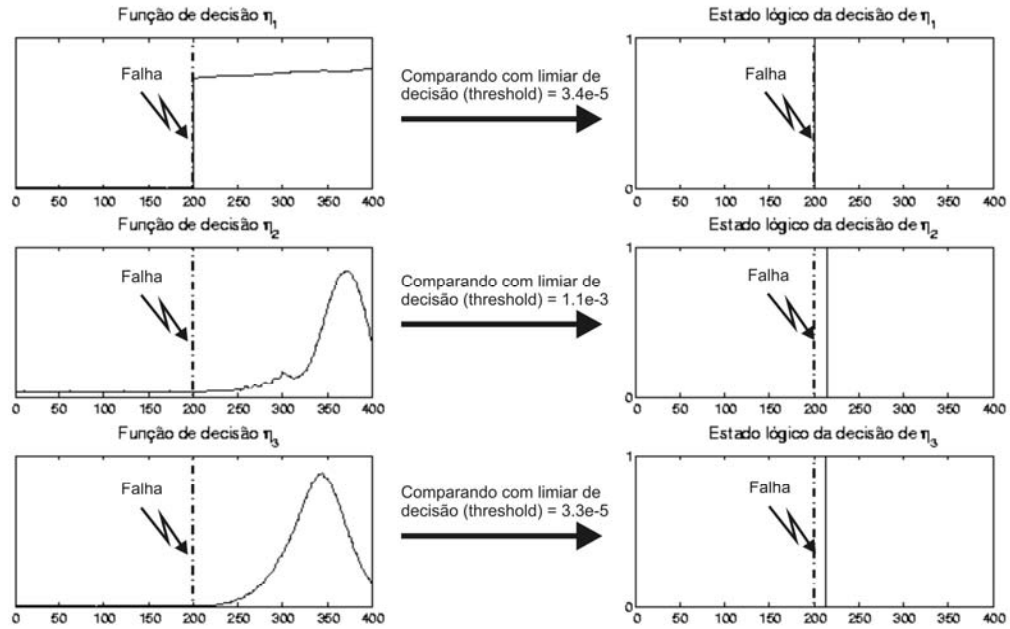 Função de decisão η1
Estado lógico da decisão de η1
1
Falha
Comparando com limiar de
decisão (threshold) = 3.4e-5
Falha
0
0 50 100 150 200 250 300 350 400
0 50 100 150 200 250 300 350 400
Função de decisão η2
Estado lógico da decisão de η2
1
Falha
Comparando com limiar de
decisão (threshold) = 1.1e-3
Falha
0
0 50 100 150 200 250 300 350 400
0 50 100 150 200 250 300 350 400
Função de decisão η3
Estado lógico da decisão de η3
1
Falha
Comparando com limiar de
decisão (threshold) = 3.3e-5
Falha
0
0 50 100 150 200 250 300 350 400
0 50 100 150 200 250 300 350 400